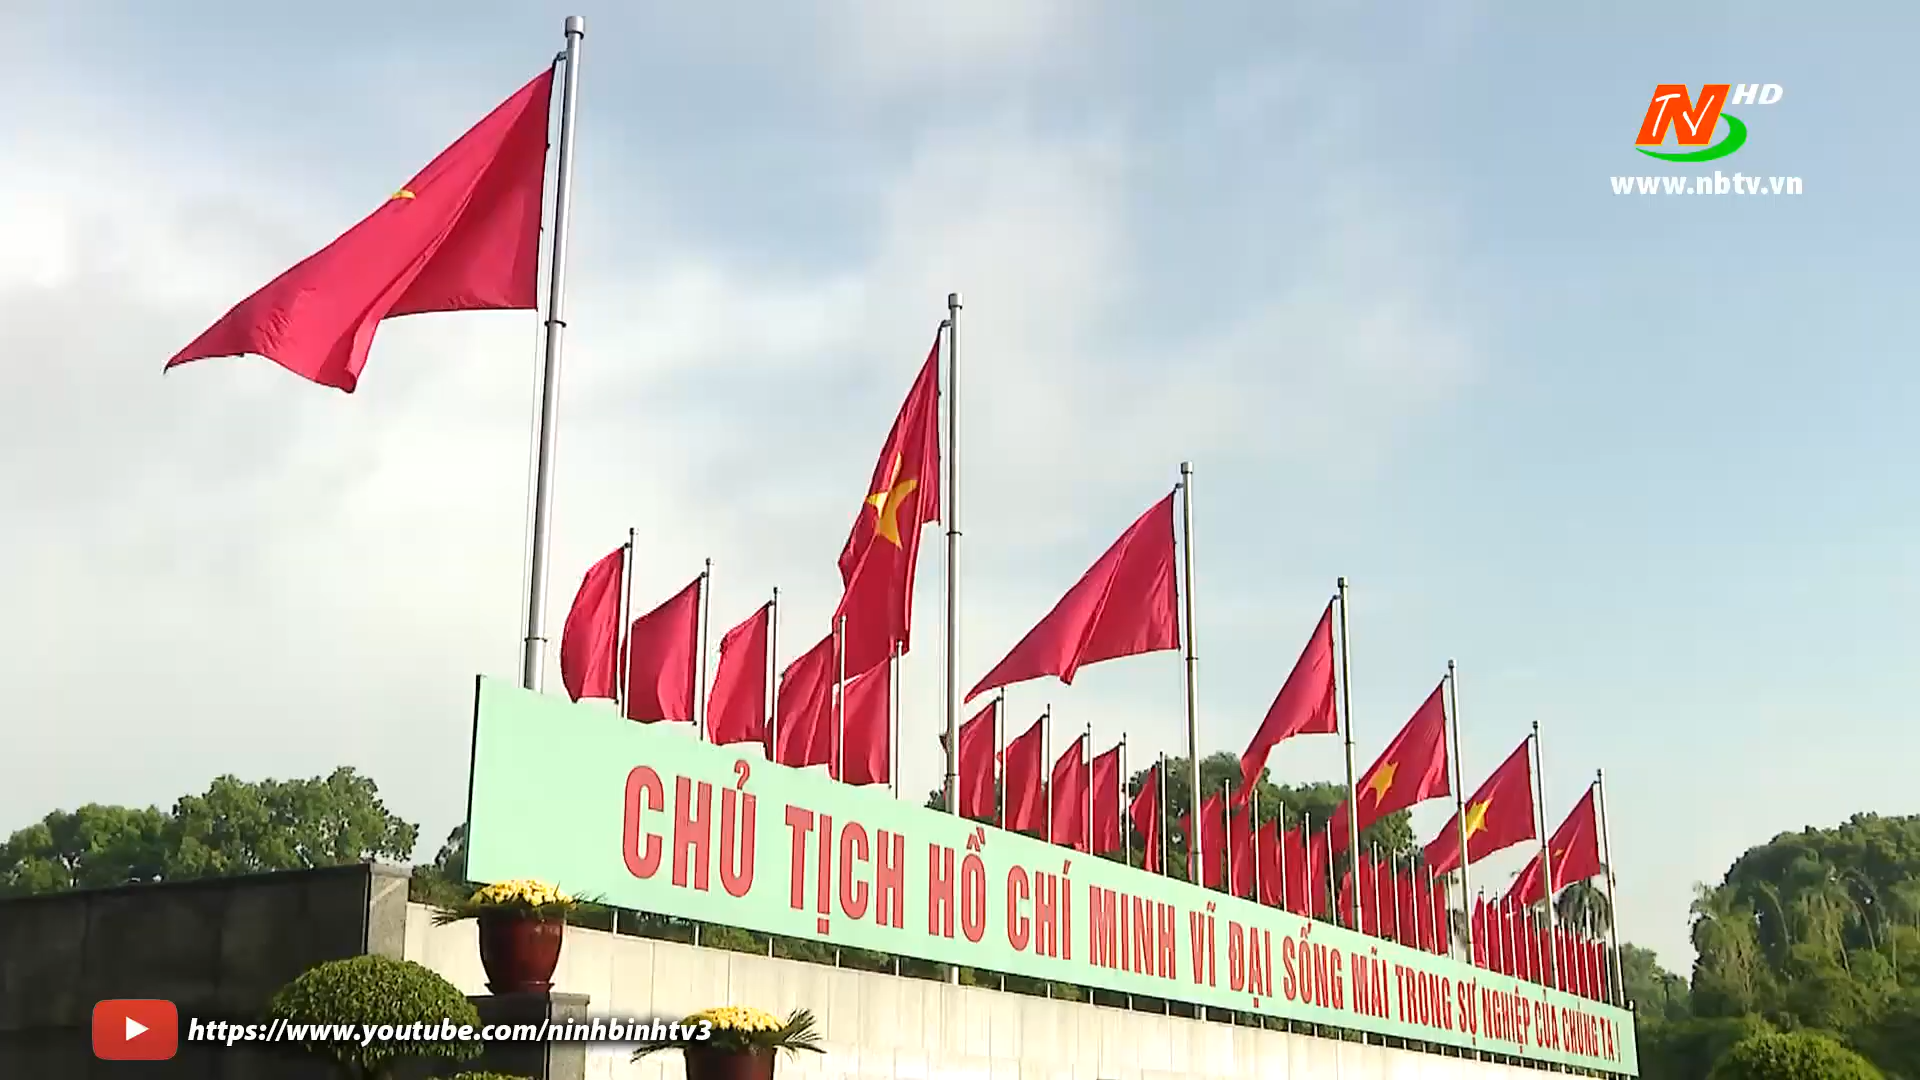 NTV HD
www.nbtv.vn
CHỦ TỊCH HỒ CHÍ MINH VĨ ĐẠI SỐNG MÃI TRONG SỰ NGHIỆP CỦA CHÚNG TA !
https://www.youtube.com/ninhbinhtv3